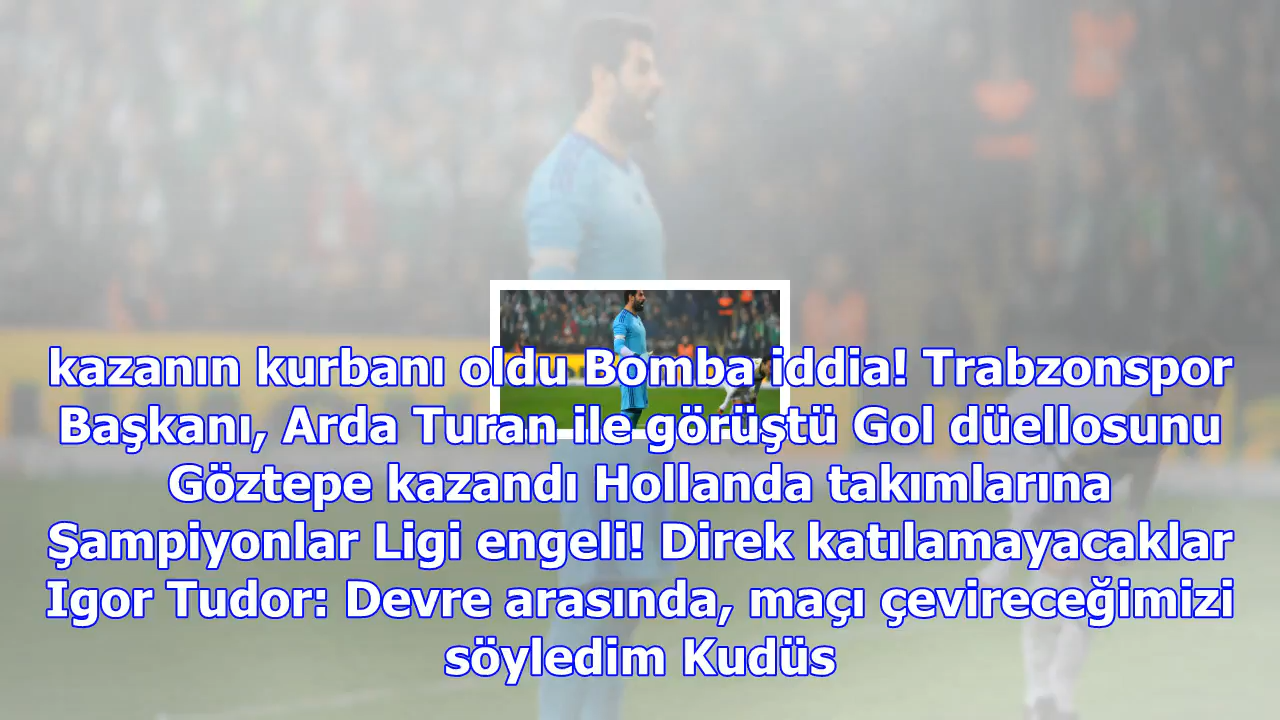 kazanın kurbanı oldu Bomba iddia! Trabzonspor
Başkanı, Arda Turan ile görüştü Gol düellosunu
Göztepe kazandı Hollanda takımlarına
Şampiyonlar Ligi engeli! Direk katılamayacaklar
Igor Tudor: Devre arasında, maçı çevireceğimizi
söyledim Kudüs